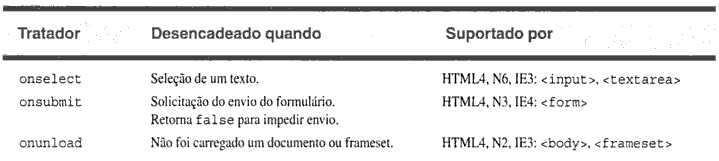 Tratador Desencadeado quando Suportado por
onselect Seleção de um texto. HTML4, N6, IE3: <input>, <textarea>
onsubmit Solicitação do envio do formulário. HTML4, N3, IE4: <form>
Retorna false para impedir envio.
onunload Não foi carregado um documento ou frameset. HTML4, N2, IE3: <body>, <frameset>